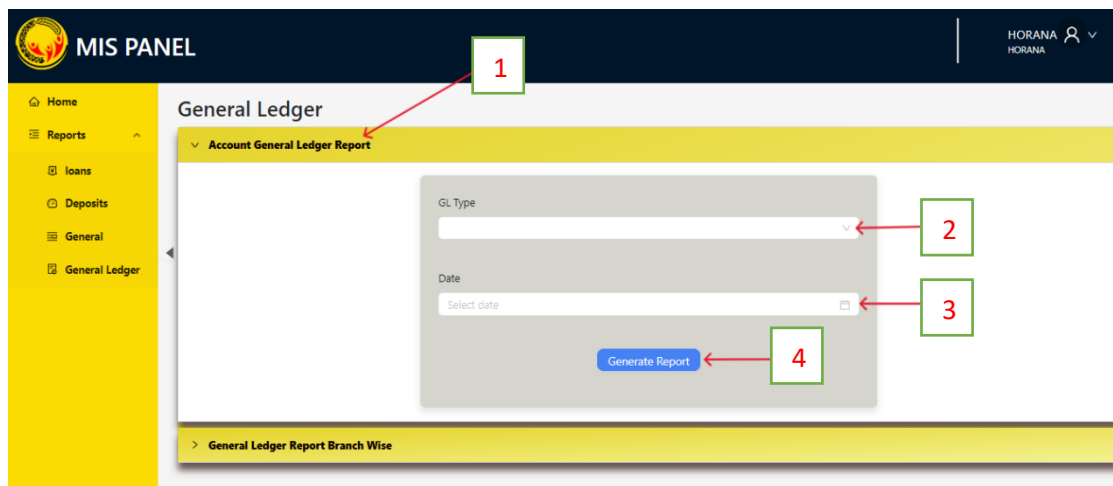 MIS PANEL
HORANA
HORANA
1
Home
Reports
loans
Deposits
General
General Ledger
General Ledger
Account General Ledger Report
GL Type
2
Date
Select date
3
Generate Report
4
General Ledger Report Branch Wise